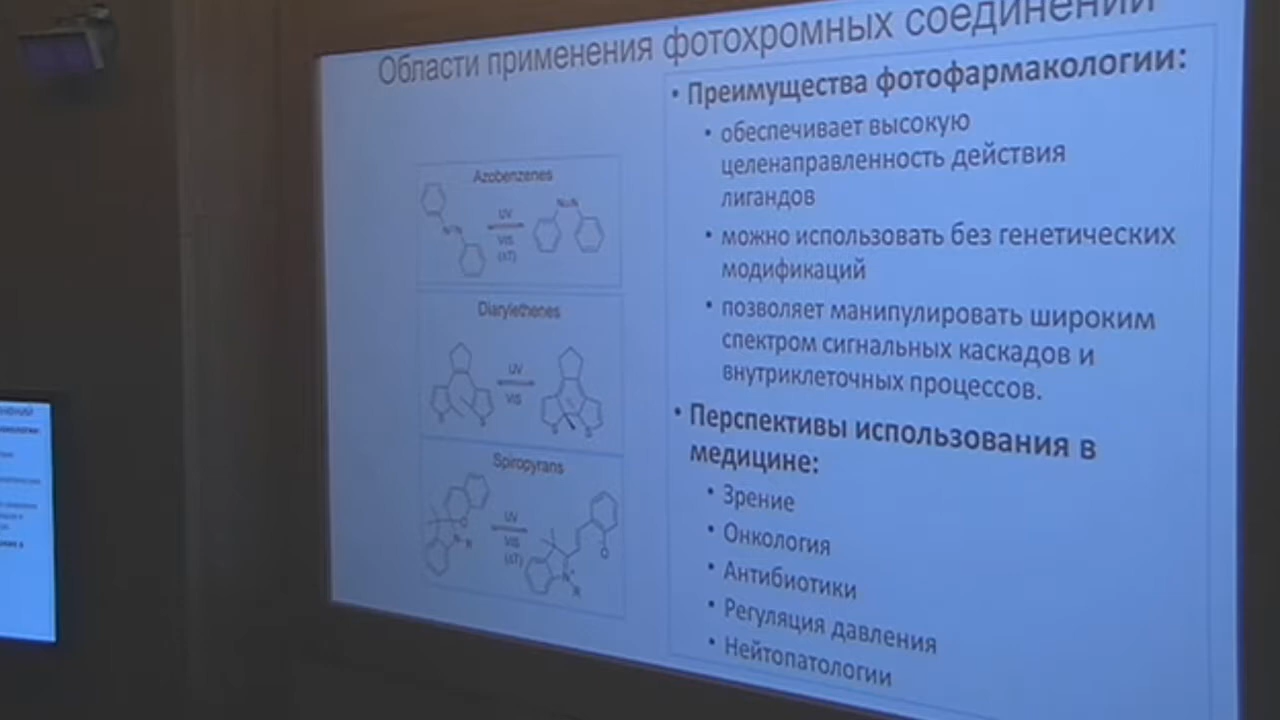 Области применения фотохромных соединений
Azobenzenes
N=N
UV
VIS
(ΔT)
N=N
Diarylethenes
UV
VIS
S
S
S
S
Spiropyrans
UV
VIS
(ΔT)
O
N
R
N
R
O
• Преимущества фотофармакологии:
• обеспечивает высокую
целенаправленность действия
лигандов
• можно использовать без генетических
модификаций
• позволяет манипулировать широким
спектром сигнальных каскадов и
внутриклеточных процессов.
• Перспективы использования в
медицине:
• Зрение
• Онкология
• Антибиотики
• Регуляция давления
• Нейтопатологии